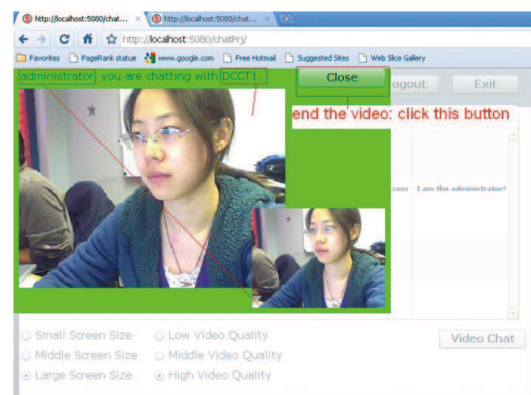 http://localhost:5080/chat... × http://localhost:5080/chat... ×
http://localhost:5080/chatPrj/
Favorites PageRank statue www.google.com Free Hotmail Suggested Sites Web Slice Gallery
administrator, you are chatting with DCCT1. Close ogout Exit
end the video: click this button
.com I am the administrator!
Small Screen Size Low Video Quality Video Chat
Middle Screen Size Middle Video Quality
Large Screen Size High Video Quality